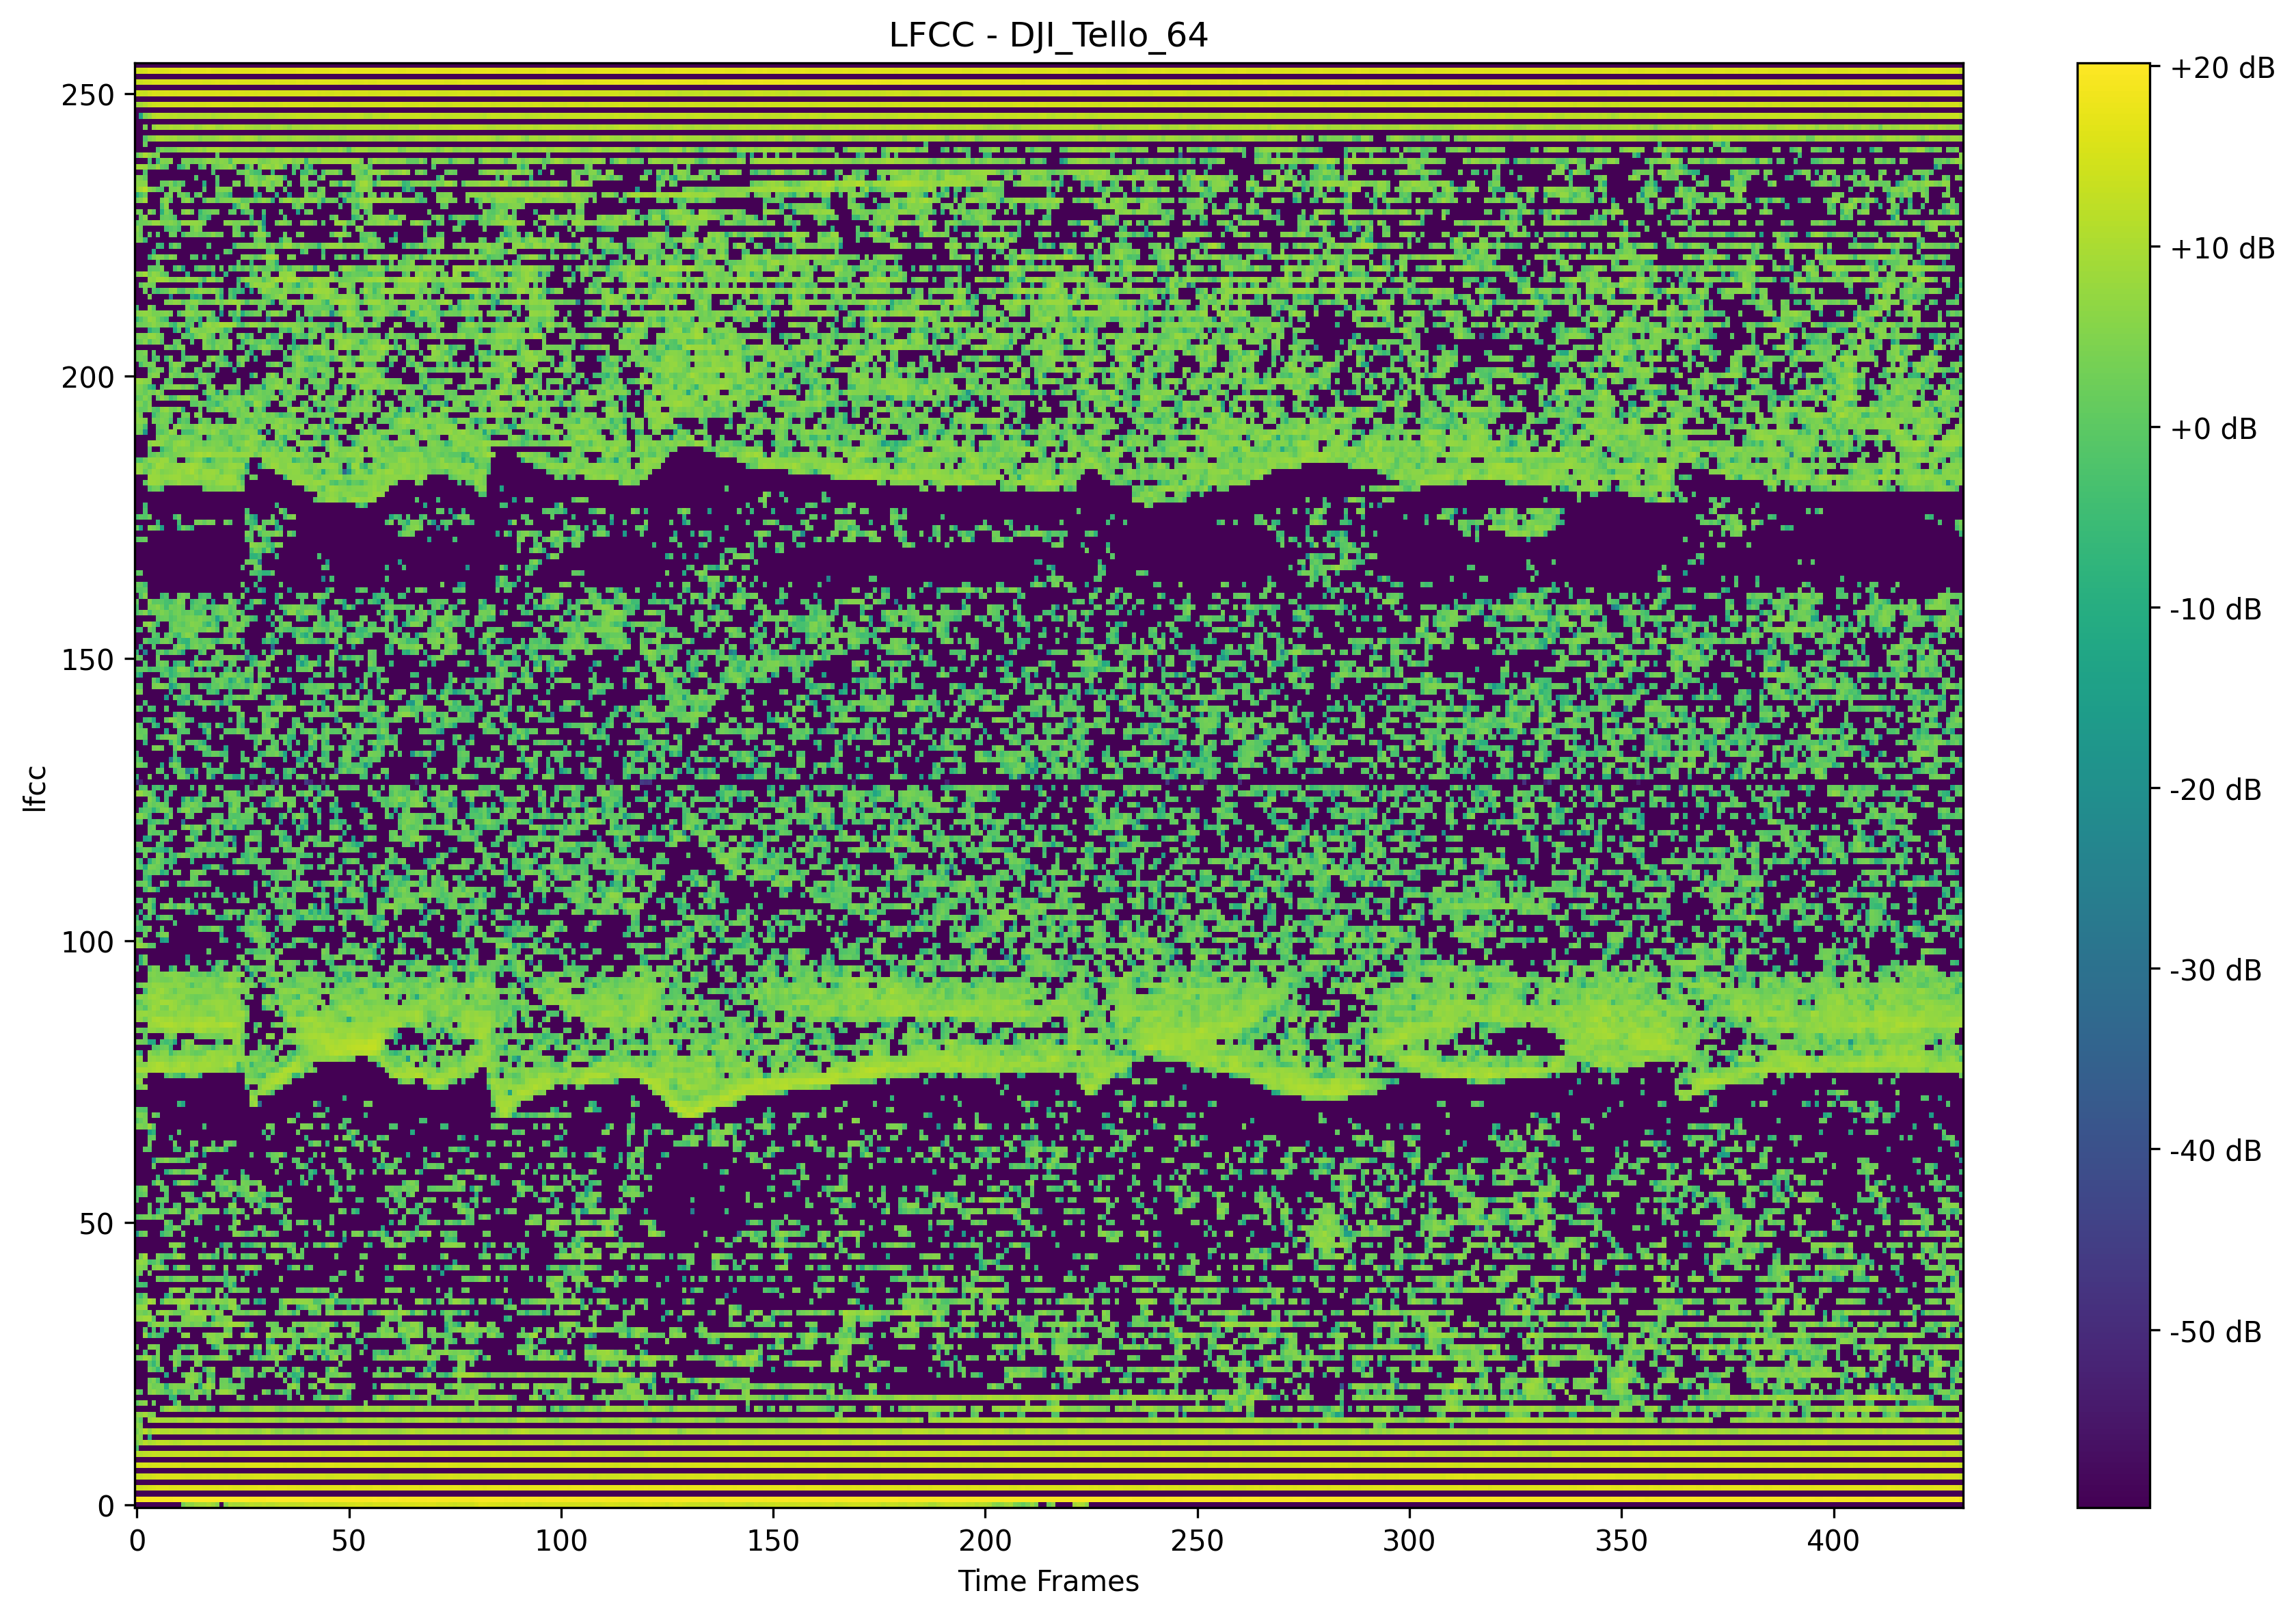 LFCC - DJI_Tello_64
250
200
150
100
50
0
lfcc
0 50 100 150 200 250 300 350 400
Time Frames
+20 dB
+10 dB
+0 dB
-10 dB
-20 dB
-30 dB
-40 dB
-50 dB